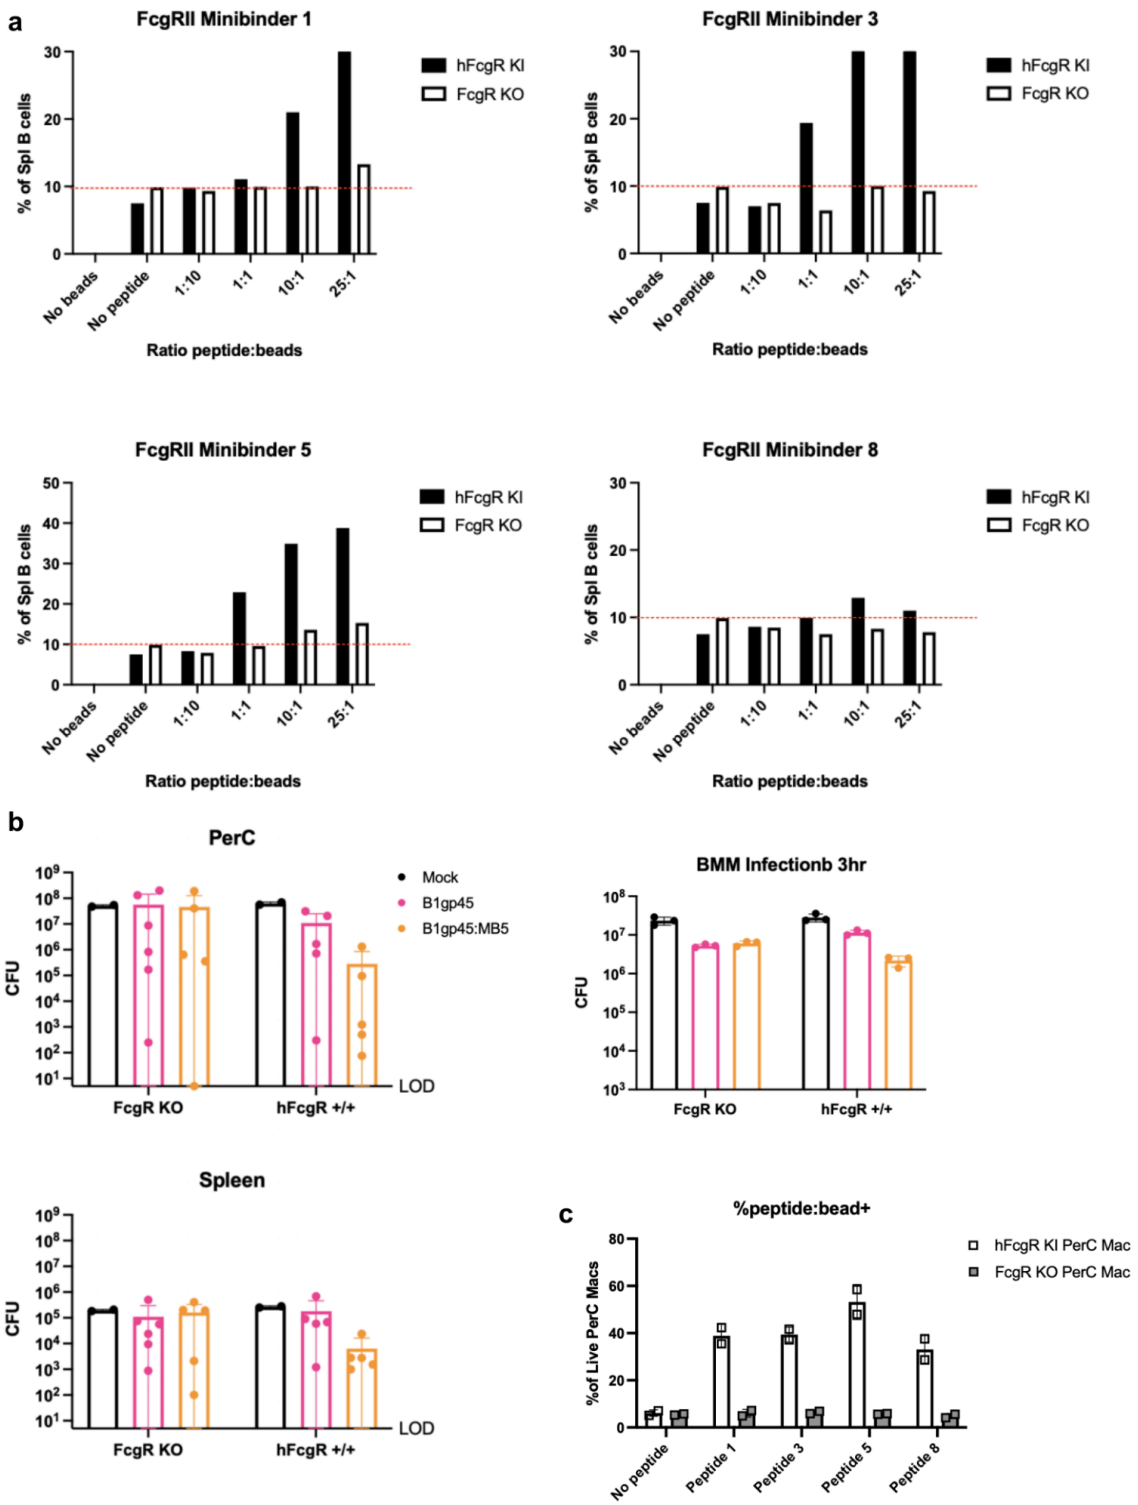 a
FcgRII Minibinder 1
% of Spl B cells
30
20
10
0
No beads
No peptide
1:10
1:1
10:1
25:1
Ratio peptide:beads
hFcgR KI
FcgR KO
FcgRII Minibinder 3
% of Spl B cells
30
20
10
0
No beads
No peptide
1:10
1:1
10:1
25:1
Ratio peptide:beads
hFcgR KI
FcgR KO
FcgRII Minibinder 5
% of Spl B cells
50
40
30
20
10
0
No beads
No peptide
1:10
1:1
10:1
25:1
Ratio peptide:beads
hFcgR KI
FcgR KO
FcgRII Minibinder 8
% of Spl B cells
30
20
10
0
No beads
No peptide
1:10
1:1
10:1
25:1
Ratio peptide:beads
hFcgR KI
FcgR KO
b
PerC
CFU
10⁹
10⁸
10⁷
10⁶
10⁵
10⁴
10³
10²
10¹
LOD
FcgR KO
hFcgR +/+
Mock
B1gp45
B1gp45:MB5
BMM Infectionb 3hr
CFU
10⁸
10⁷
10⁶
10⁵
10⁴
10³
FcgR KO
hFcgR +/+
Spleen
CFU
10⁹
10⁸
10⁷
10⁶
10⁵
10⁴
10³
10²
10¹
LOD
FcgR KO
hFcgR +/+
c
%peptide:bead+
%of Live PerC Macs
80
60
40
20
0
No peptide
Peptide 1
Peptide 3
Peptide 5
Peptide 8
hFcgR KI PerC Mac
FcgR KO PerC Mac